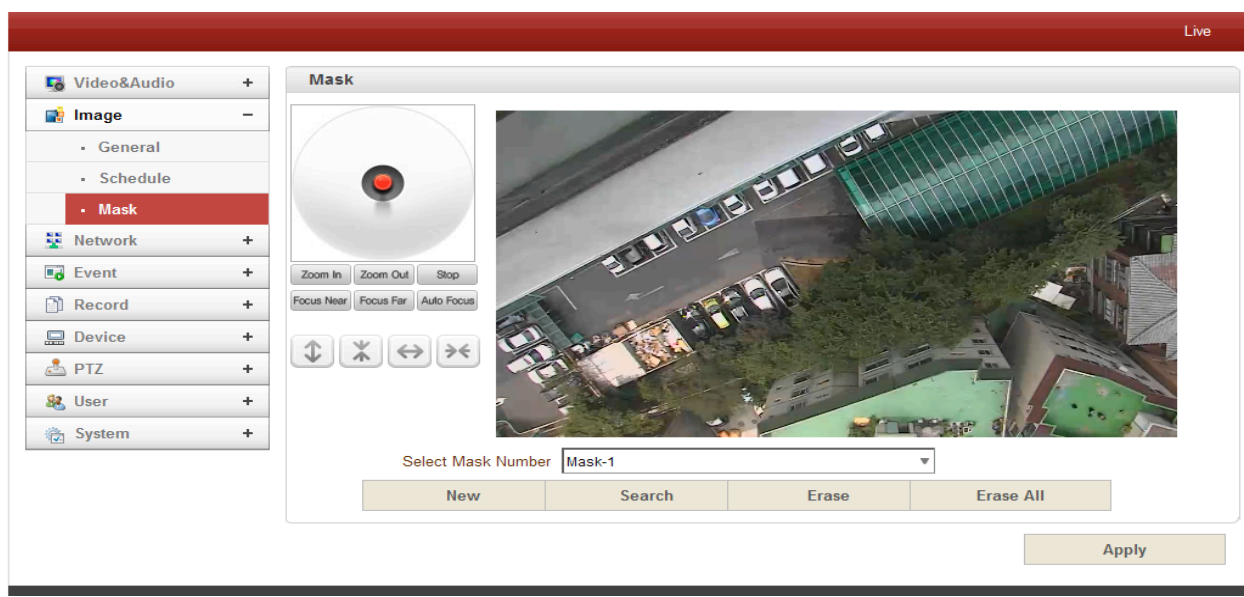 Live
Video&Audio +
Image −
General
Schedule
Mask
Network +
Event +
Record +
Device +
PTZ +
User +
System +
Mask
Zoom In Zoom Out Stop
Focus Near Focus Far Auto Focus
Select Mask Number Mask-1
New Search Erase Erase All
Apply